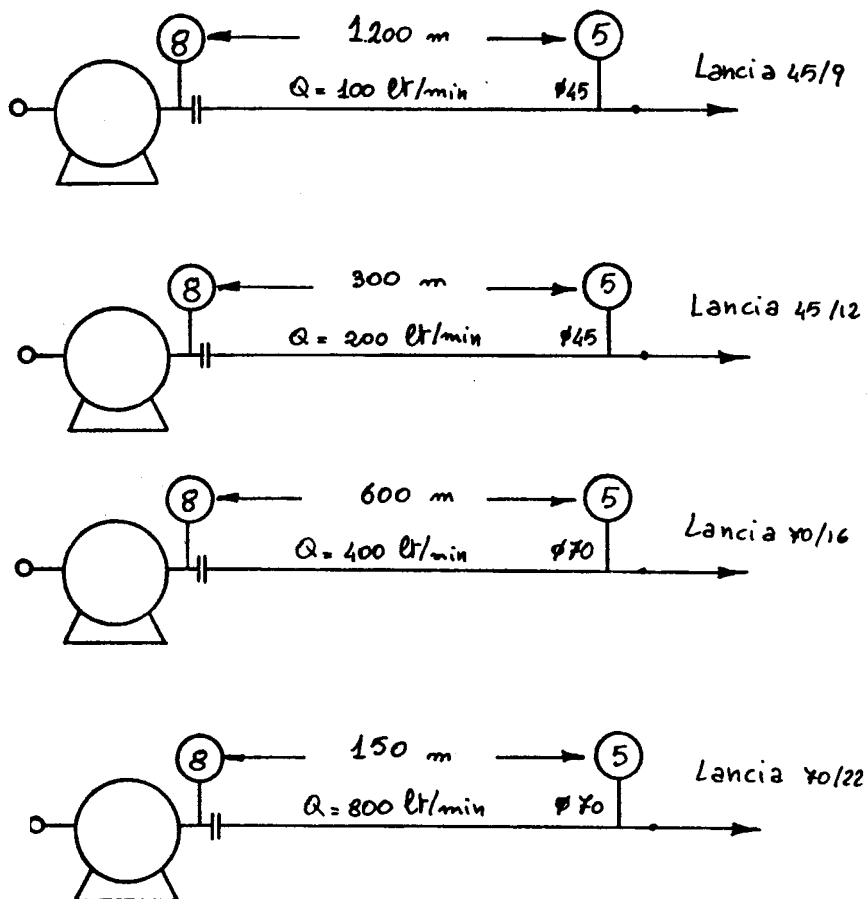 8 1.200 m 5
Lancia 45/9
Q = 100 lt/min ø45
8 300 m 5
Lancia 45/12
Q = 200 lt/min ø45
8 600 m 5
Lancia 70/16
Q = 400 lt/min ø70
8 150 m 5
Lancia 70/22
Q = 800 lt/min ø70